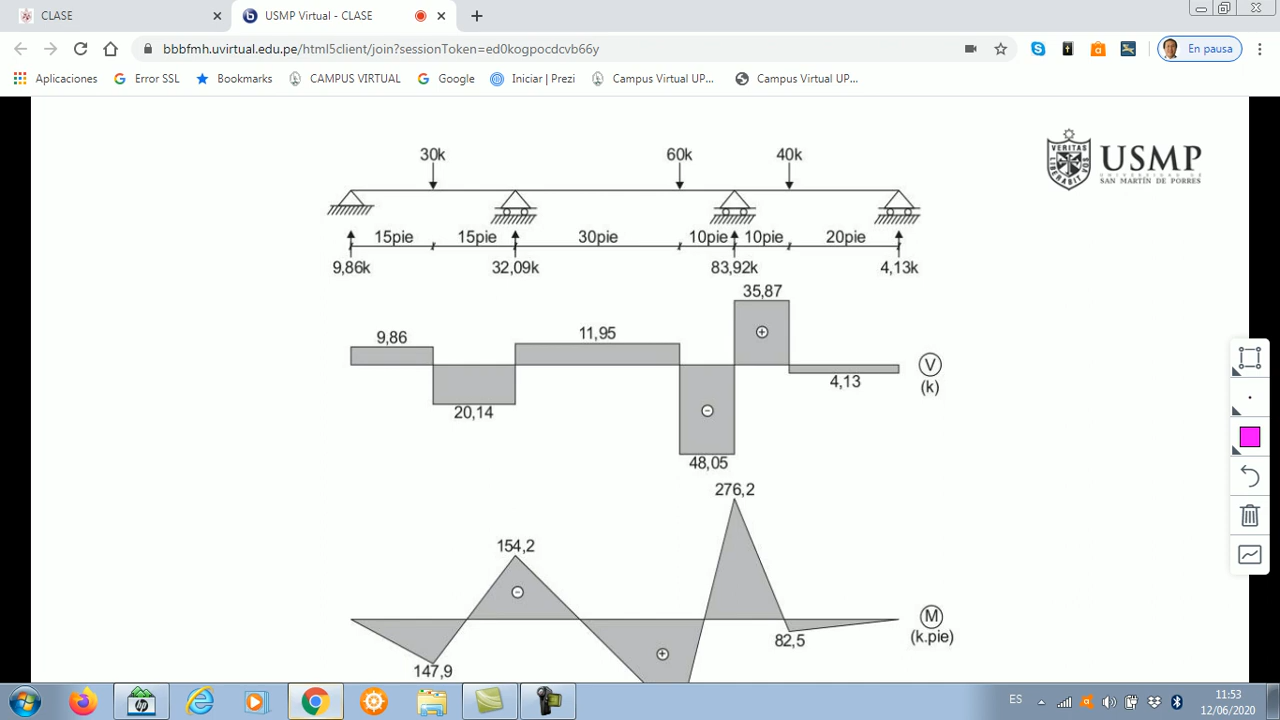 CLASE
USMP Virtual - CLASE
bbbfmh.uvirtual.edu.pe/html5client/join?sessionToken=ed0kogpocdcvb66y
En pausa
Aplicaciones
Error SSL
Bookmarks
CAMPUS VIRTUAL
Google
Iniciar | Prezi
Campus Virtual UP...
Campus Virtual UP...
30k 60k 40k
VERITAS LIBERABIT VOS
USMP
UNIVERSIDAD DE
SAN MARTÍN DE PORRES
15pie 15pie 30pie 10pie 10pie 20pie
9,86k 32,09k 83,92k 4,13k
35,87
9,86 11,95
+
V
4,13 (k)
20,14
−
48,05
276,2
154,2
−
M
(k.pie)
82,5
+
147,9
ES
11:53
12/06/2020